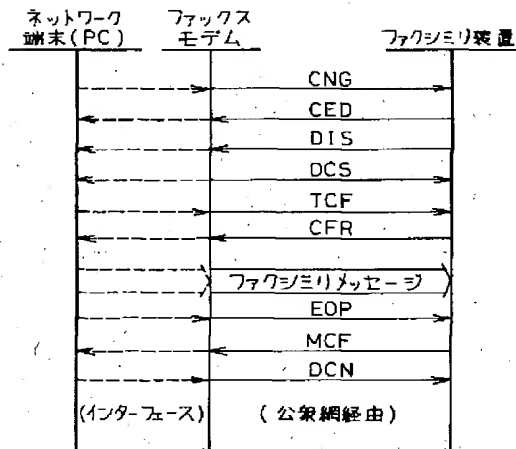 ネットワーク
端末(PC)
ファックス
モデム
ファクシミリ装置
CNG
CED
DIS
DCS
TCF
CFR
ファクシミリメッセージ
EOP
MCF
DCN
(インターフェース)
(公衆網経由)